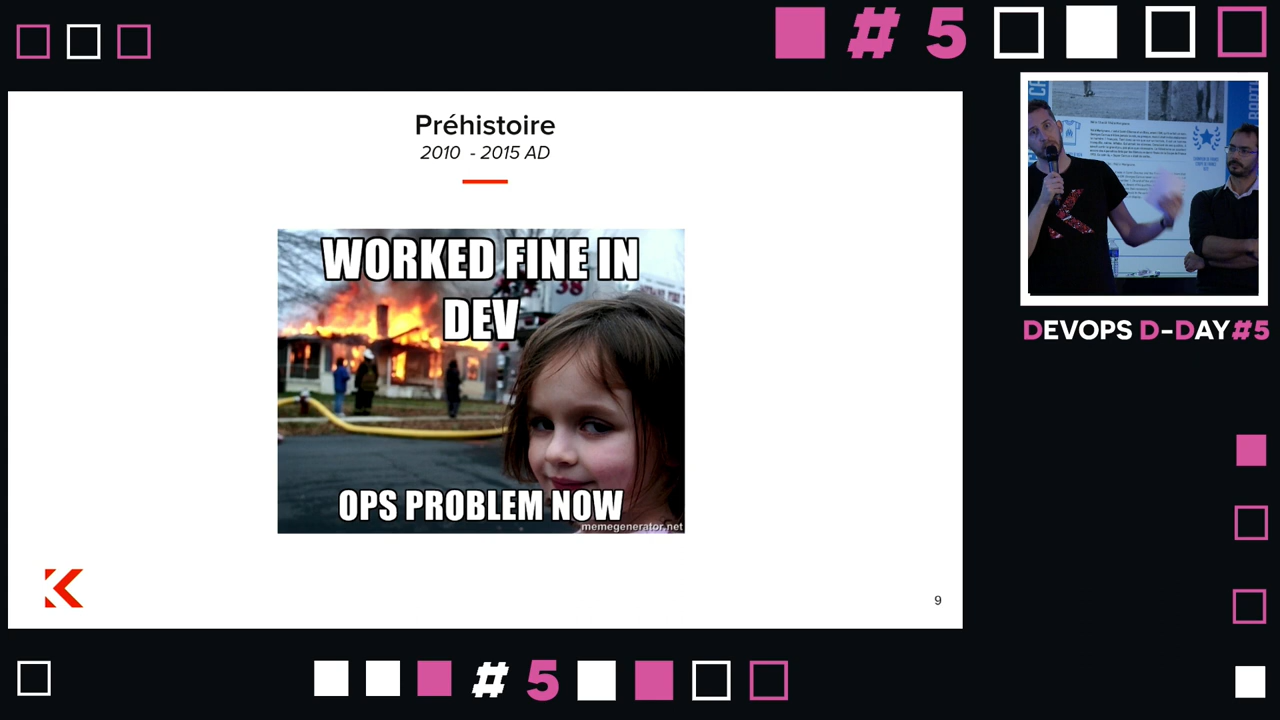 # 5
Préhistoire
2010 - 2015 AD
WORKED FINE IN
DEV
OPS PROBLEM NOW
memegenerator.net
9
DEVOPS D-DAY#5
# 5